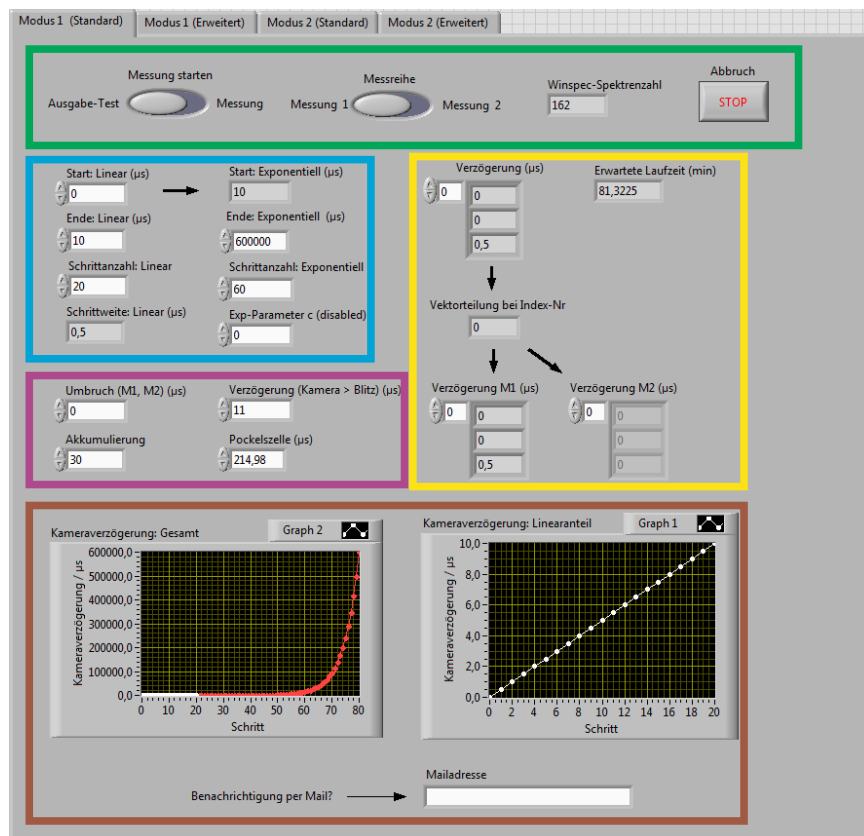 Modus 1 (Standard) Modus 1 (Erweitert) Modus 2 (Standard) Modus 2 (Erweitert)
Messung starten
Ausgabe-Test Messung
Messreihe
Messung 1 Messung 2
Winspec-Spektrenzahl
162
Abbruch
STOP
Start: Linear (µs)
0
Start: Exponentiell (µs)
10
Ende: Linear (µs)
10
Ende: Exponentiell (µs)
600000
Schrittanzahl: Linear
20
Schrittanzahl: Exponentiell
60
Schrittweite: Linear (µs)
0,5
Exp-Parameter c (disabled)
0
Verzögerung (µs)
0 0
0
0,5
Erwartete Laufzeit (min)
81,3225
Vektorteilung bei Index-Nr
0
Verzögerung M1 (µs)
0 0
0
0,5
Verzögerung M2 (µs)
0 0
0
0
Umbruch (M1, M2) (µs)
0
Verzögerung (Kamera > Blitz) (µs)
11
Akkumulierung
30
Pockelszelle (µs)
214,98
Kameraverzögerung: Gesamt
Graph 2
Kameraverzögerung / µs
600000,0
500000,0
400000,0
300000,0
200000,0
100000,0
0,0
0 10 20 30 40 50 60 70 80
Schritt
Kameraverzögerung: Linearanteil
Graph 1
Kameraverzögerung / µs
10,0
8,0
6,0
4,0
2,0
0,0
0 2 4 6 8 10 12 14 16 18 20
Schritt
Benachrichtigung per Mail?
Mailadresse